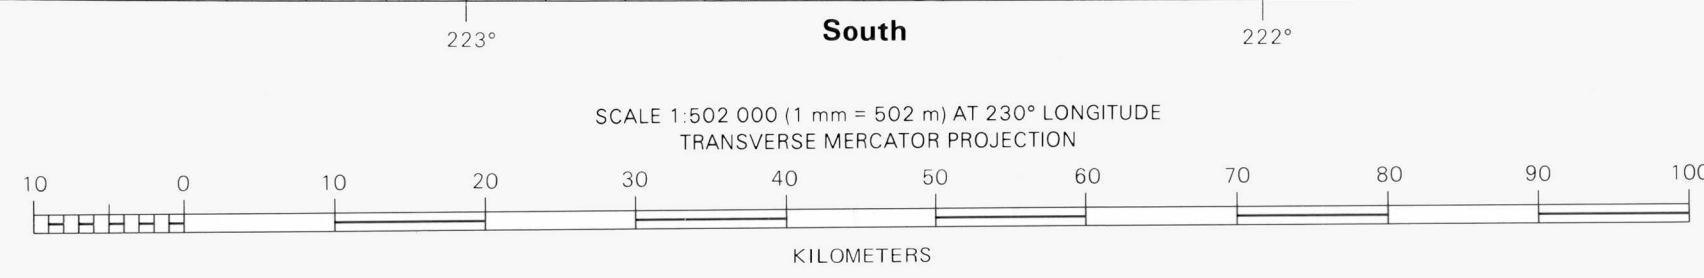 223° South 222°
SCALE 1:502 000 (1 mm = 502 m) AT 230° LONGITUDE
TRANSVERSE MERCATOR PROJECTION
10 0 10 20 30 40 50 60 70 80 90 100
KILOMETERS